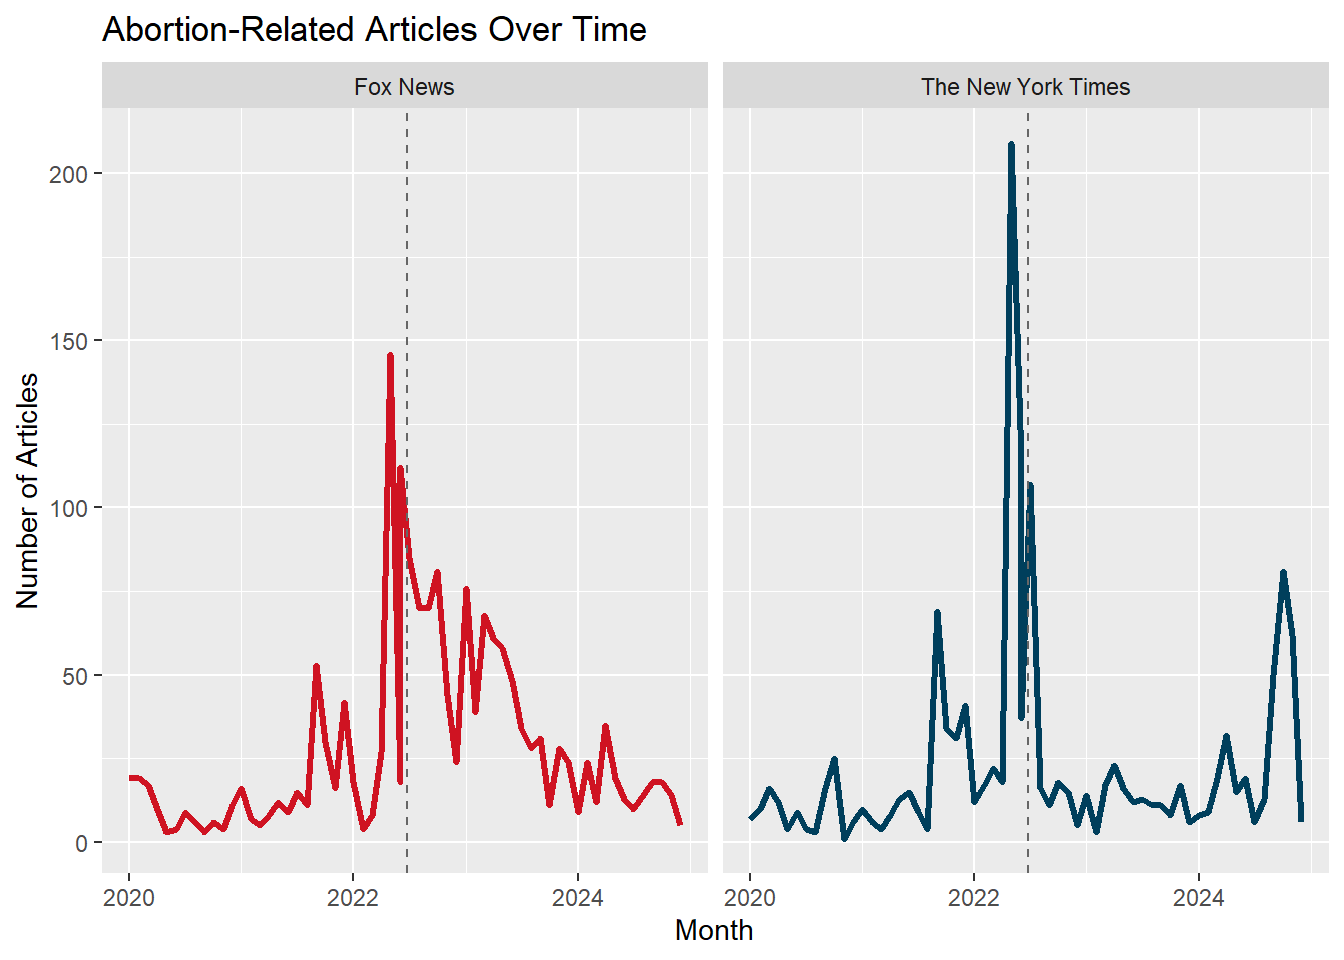 Abortion-Related Articles Over Time
Fox News
The New York Times
Number of Articles
200
150
100
50
0
2020
2022
2024
2020
2022
2024
Month